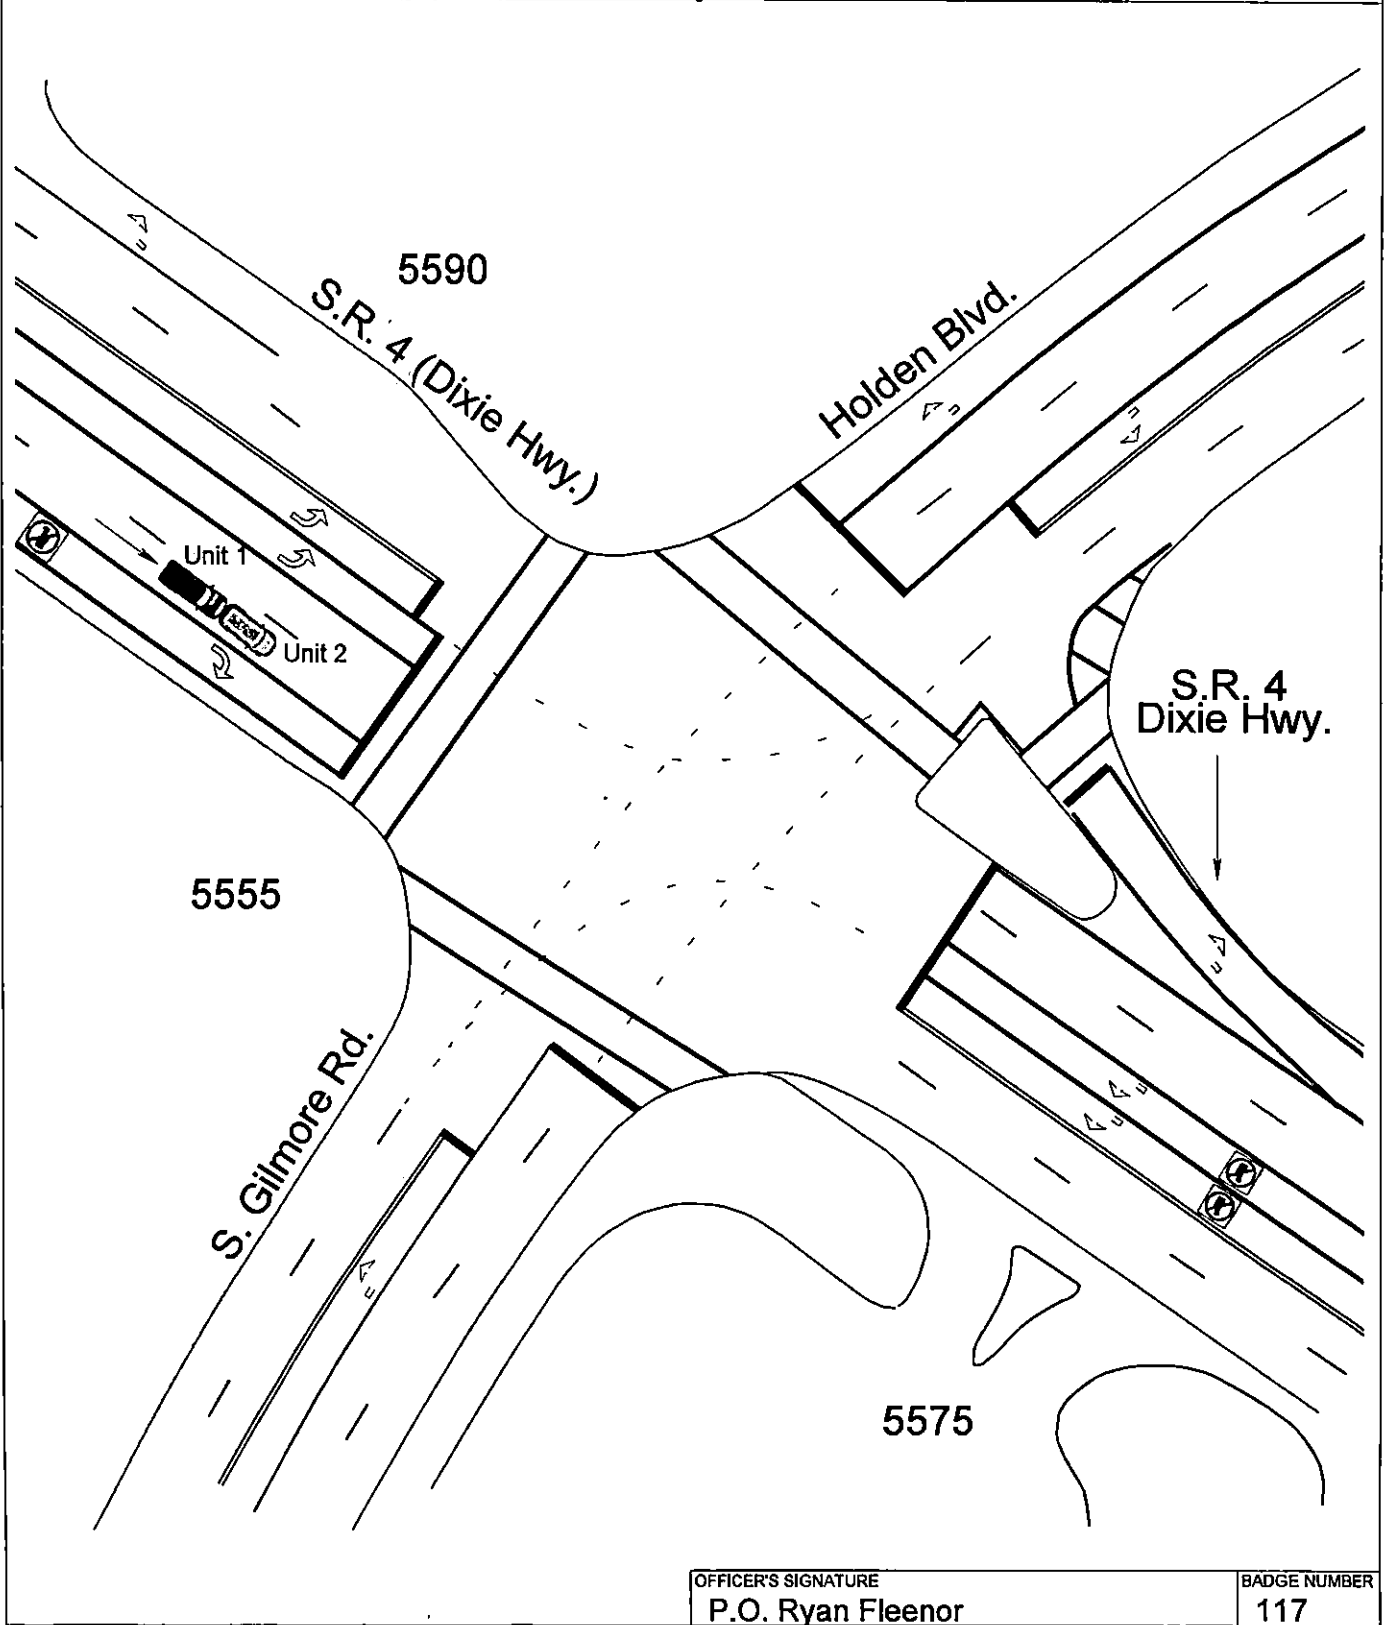 5590
S.R. 4 (Dixie Hwy.)
Holden Blvd.
Unit 1
Unit 2
S.R. 4
Dixie Hwy.
5555
S. Gilmore Rd.
5575
OFFICER'S SIGNATURE
P.O. Ryan Fleenor
BADGE NUMBER
117